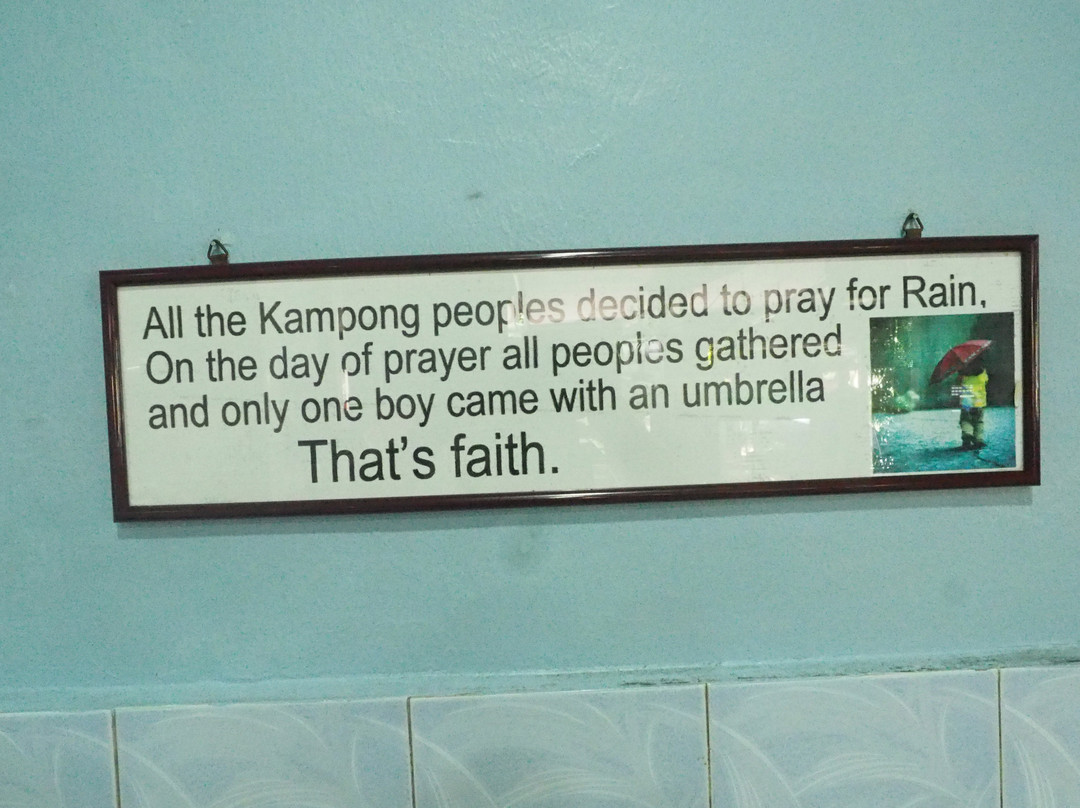 All the Kampong peoples decided to pray for Rain,
On the day of prayer all peoples gathered
and only one boy came with an umbrella
That's faith.